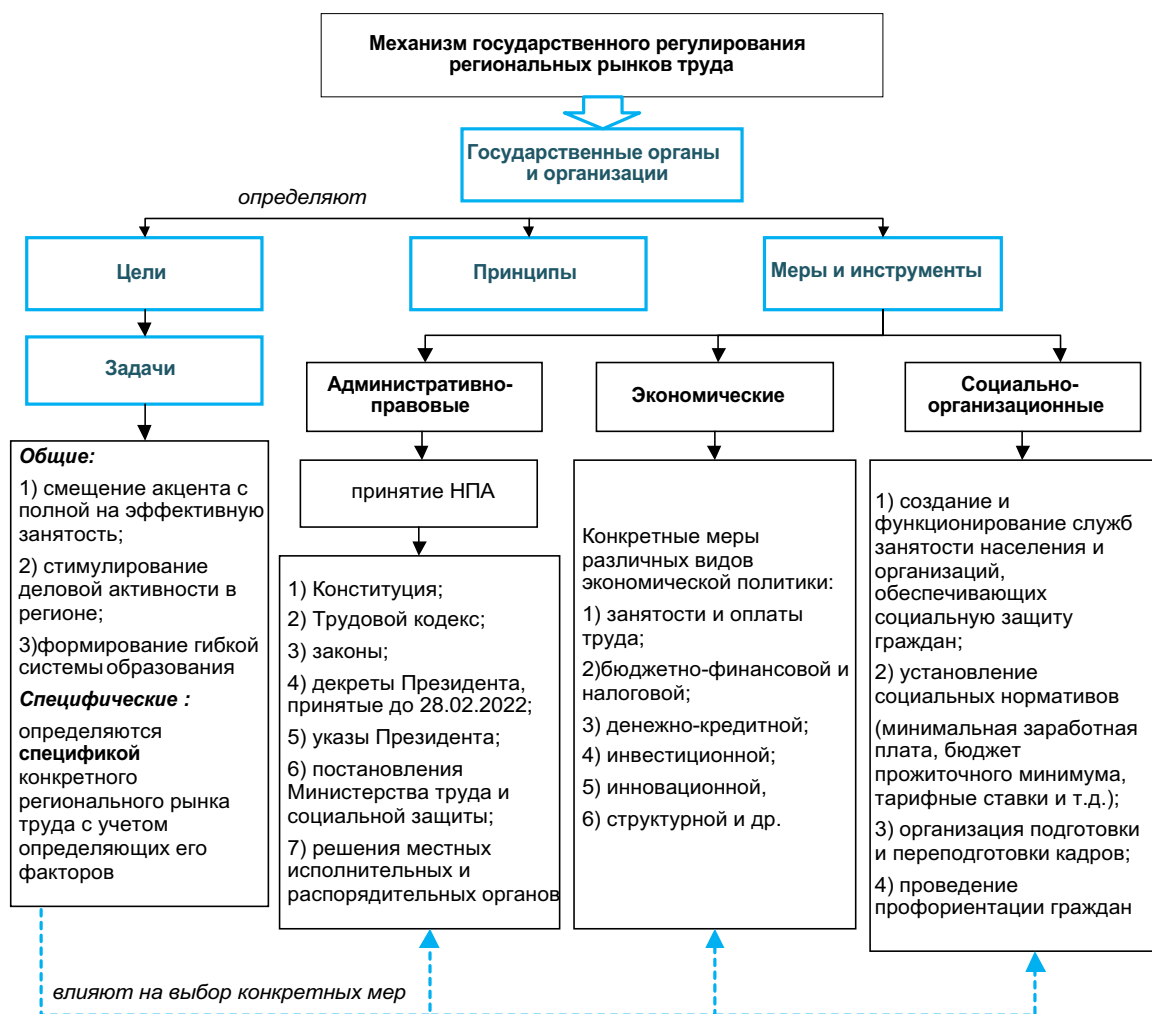 Механизм государственного регулирования
региональных рынков труда
Государственные органы
и организации
определяют
Цели
Принципы
Меры и инструменты
Задачи
Административно-
правовые
Экономические
Социально-
организационные
Общие:
1) смещение акцента с
полной на эффективную
занятость;
2) стимулирование
деловой активности в
регионе;
3)формирование гибкой
системы образования
Специфические :
определяются
спецификой
конкретного
регионального рынка
труда с учетом
определяющих его
факторов
принятие НПА
1) Конституция;
2) Трудовой кодекс;
3) законы;
4) декреты Президента,
принятые до 28.02.2022;
5) указы Президента;
6) постановления
Министерства труда и
социальной защиты;
7) решения местных
исполнительных и
распорядительных органов
Конкретные меры
различных видов
экономической политики:
1) занятости и оплаты
труда;
2)бюджетно-финансовой и
налоговой;
3) денежно-кредитной;
4) инвестиционной;
5) инновационной,
6) структурной и др.
1) создание и
функционирование служб
занятости населения и
организаций,
обеспечивающих
социальную защиту
граждан;
2) установление
социальных нормативов
(минимальная заработная
плата, бюджет
прожиточного минимума,
тарифные ставки и т.д.);
3) организация подготовки
и переподготовки кадров;
4) проведение
профориентации граждан
влияют на выбор конкретных мер